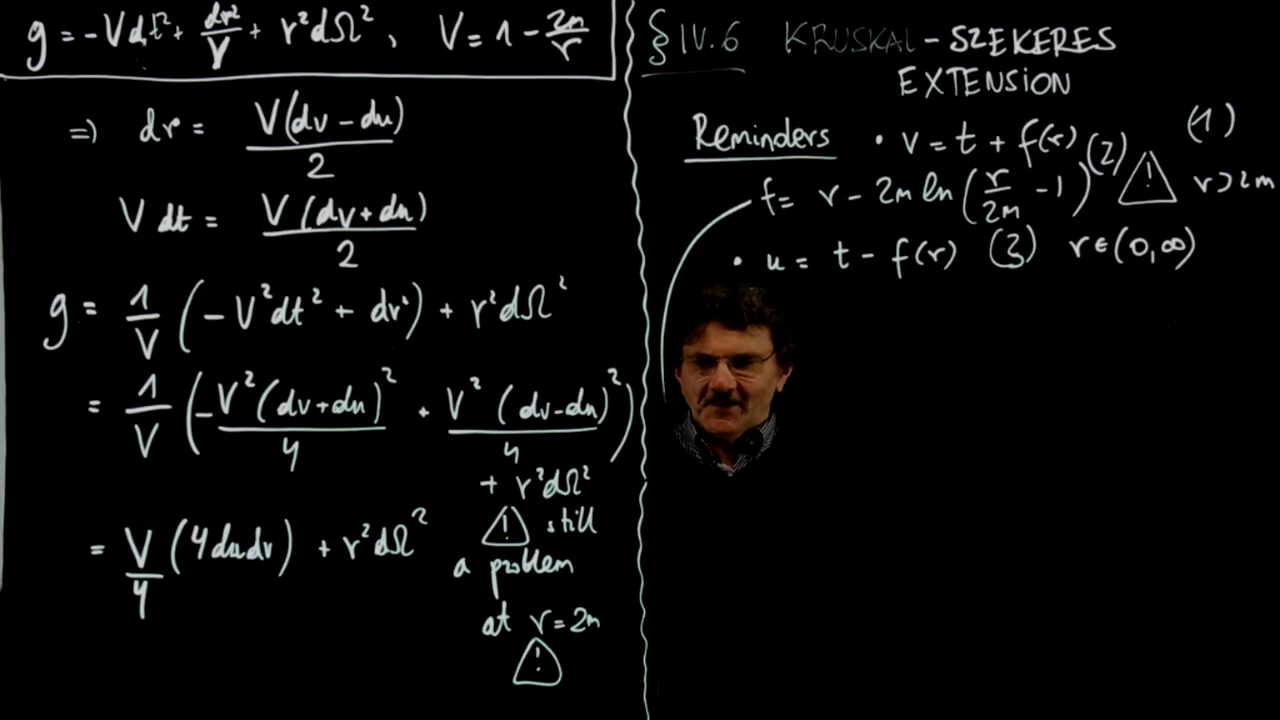 g = -Vdt² + dr²/V + r²dΩ², V = 1 - 2m/r
=> dr = V(dv - du)/2
V dt = V(dv+du)/2
g = 1/V (-V²dt² + dr²) + r²dΩ²
= 1/V (-V²(dv+du)²/4 + V²(dv-du)²/4)
+ r²dΩ²
= V/4 (4dudv) + r²dΩ²
! still
a problem
at r = 2m
!
§ IV.6 KRUSKAL-SZEKERES
EXTENSION
Reminders • v = t + f(r) (1)
f = r - 2m ln(r/2m - 1) (2) ! r>2m
• u = t - f(r) (3) r∈(0,∞)